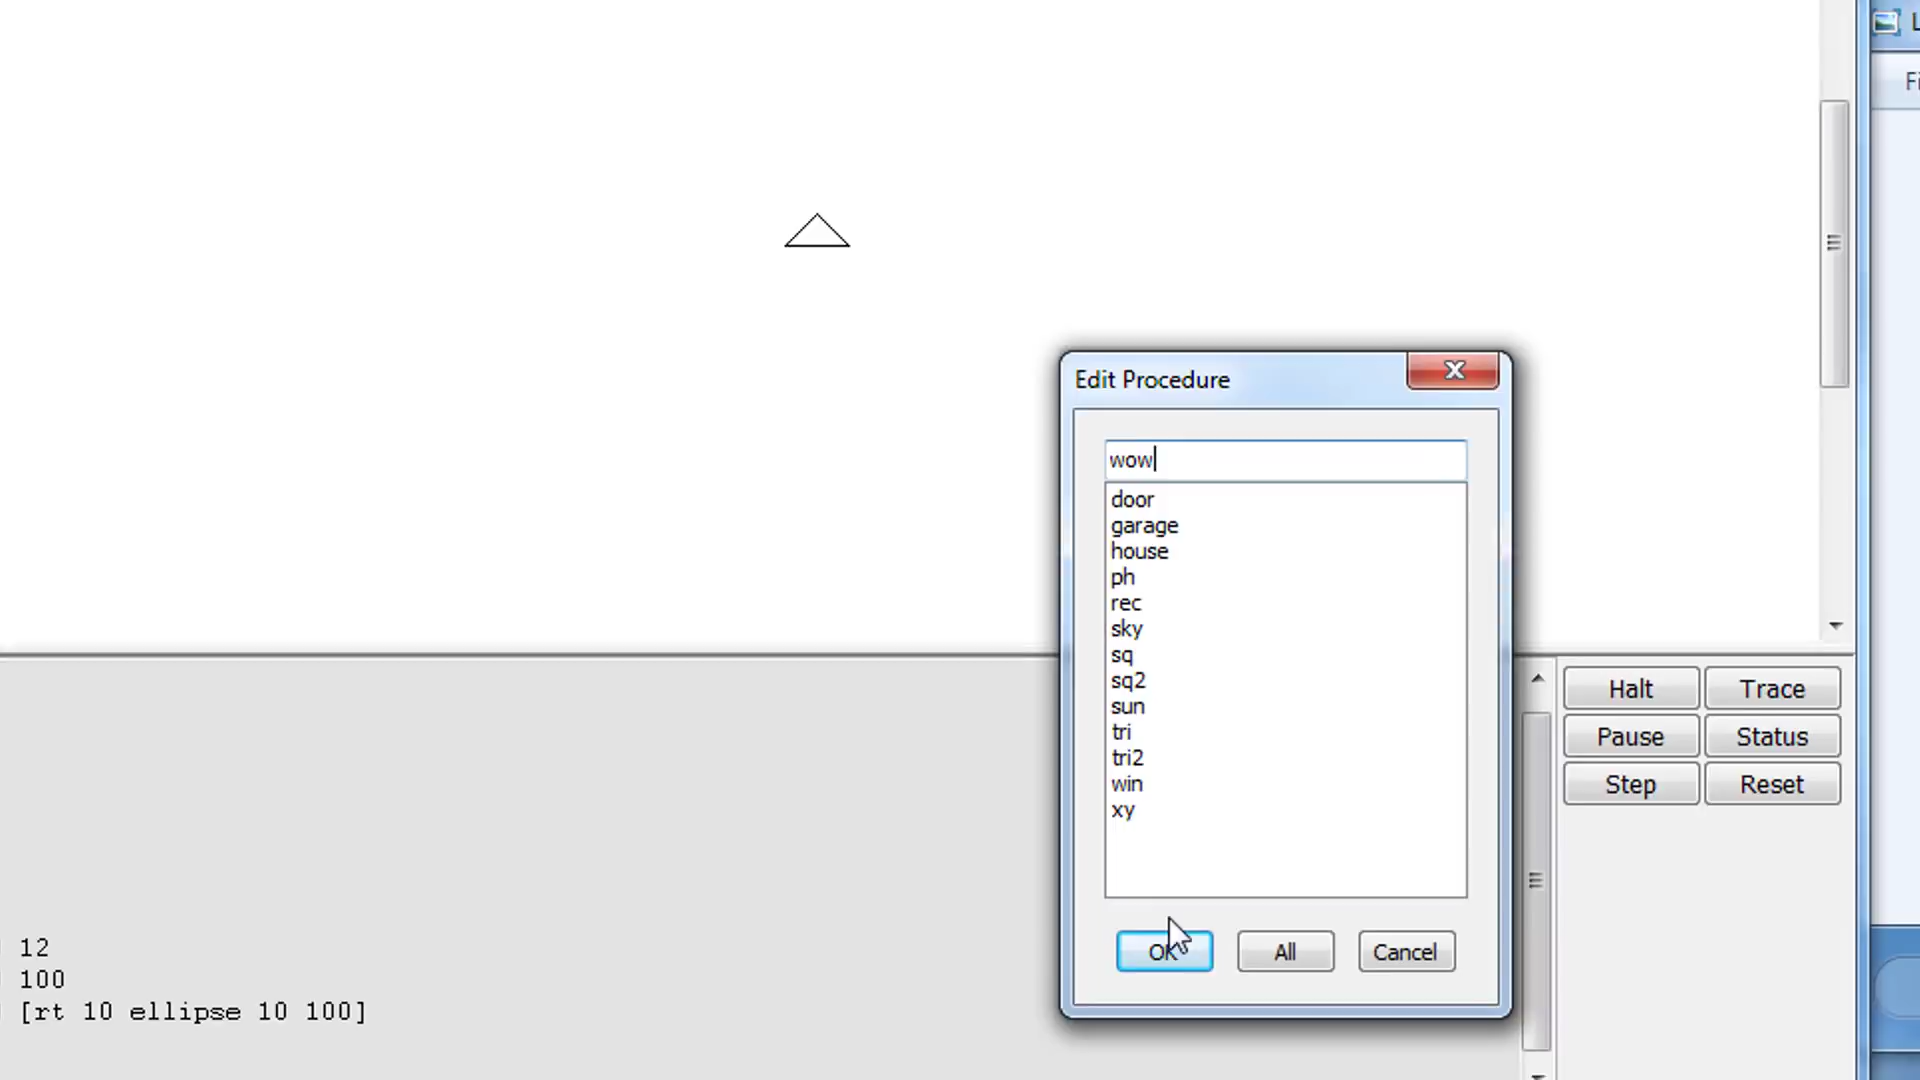 L
Fi
Edit Procedure
wow
door
garage
house
ph
rec
sky
sq
sq2
sun
tri
tri2
win
xy
OK
All
Cancel
Halt
Trace
Pause
Status
Step
Reset
12
100
[rt 10 ellipse 10 100]